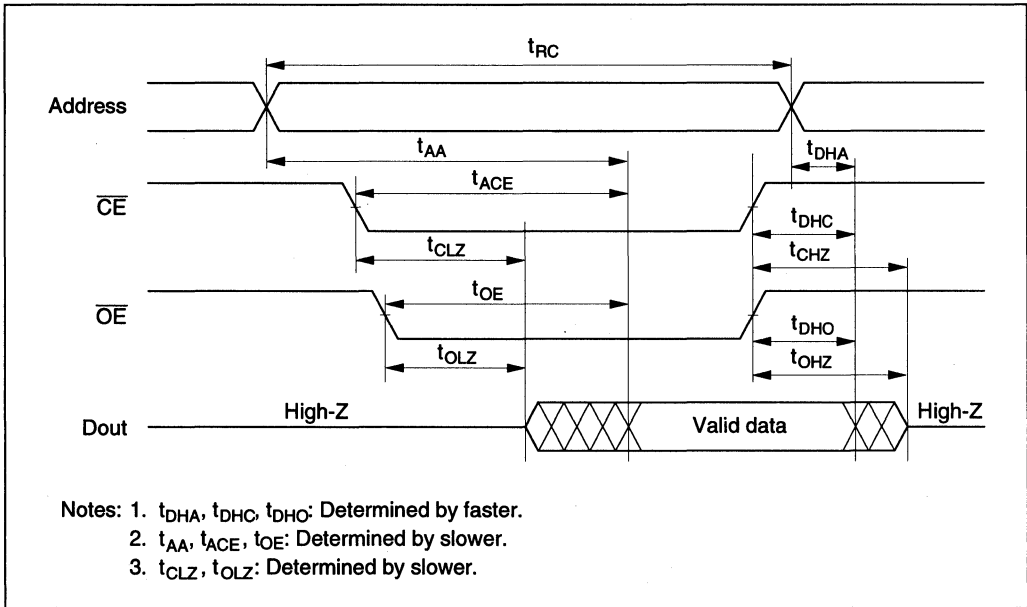 tRC
Address
tAA
tDHA
tACE
CE
tDHC
tCLZ
tCHZ
tOE
OE
tDHO
tOLZ
tOHZ
High-Z
High-Z
Dout
Valid data
Notes: 1. tDHA, tDHC, tDHO: Determined by faster.
2. tAA, tACE, tOE: Determined by slower.
3. tCLZ, tOLZ: Determined by slower.